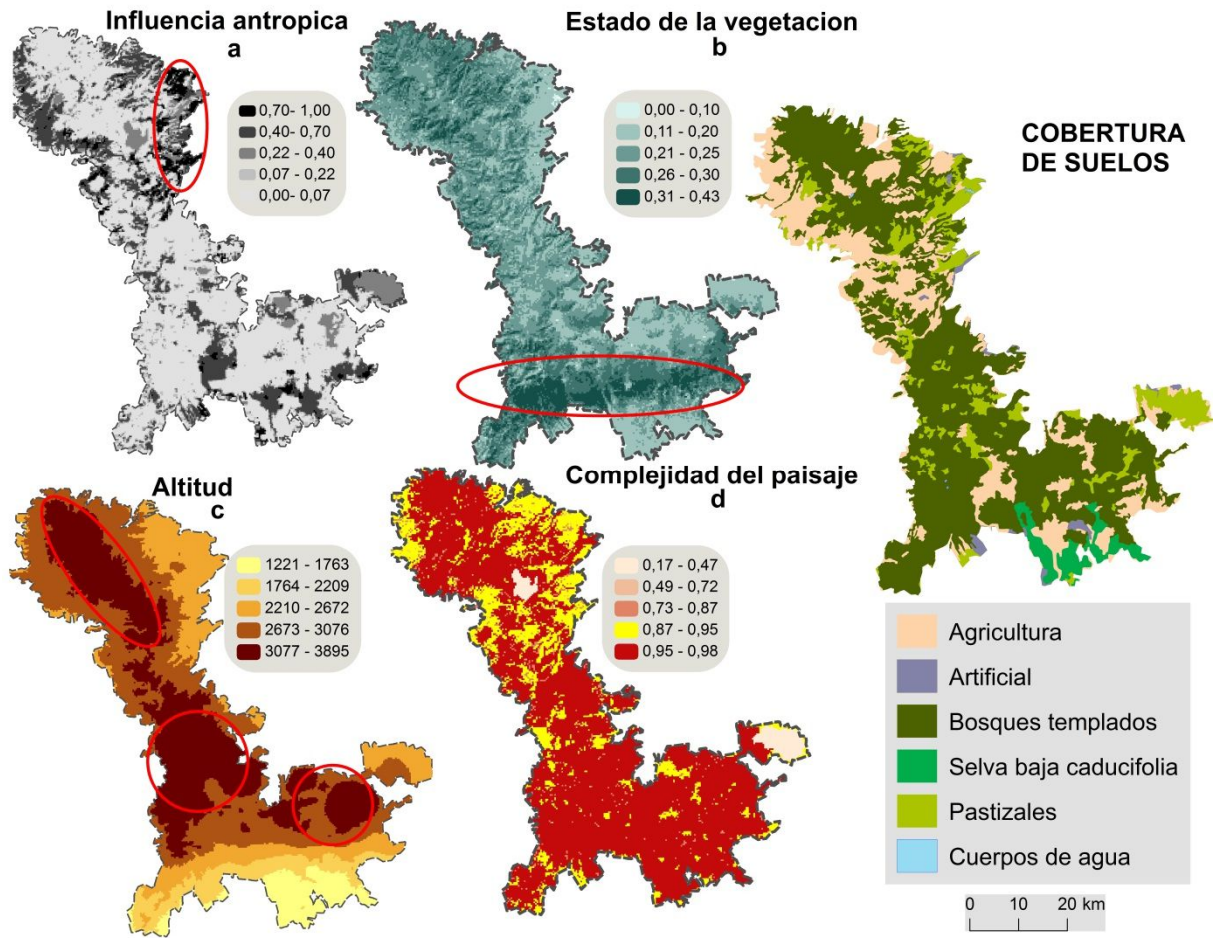 Influencia antropica
a
0,70- 1,00
0,40- 0,70
0,22 - 0,40
0,07 - 0,22
0,00- 0,07
Estado de la vegetacion
b
0,00 - 0,10
0,11 - 0,20
0,21 - 0,25
0,26 - 0,30
0,31 - 0,43
COBERTURA
DE SUELOS
Altitud
c
1221 - 1763
1764 - 2209
2210 - 2672
2673 - 3076
3077 - 3895
Complejidad del paisaje
d
0,17 - 0,47
0,49 - 0,72
0,73 - 0,87
0,87 - 0,95
0,95 - 0,98
Agricultura
Artificial
Bosques templados
Selva baja caducifolia
Pastizales
Cuerpos de agua
0 10 20 km